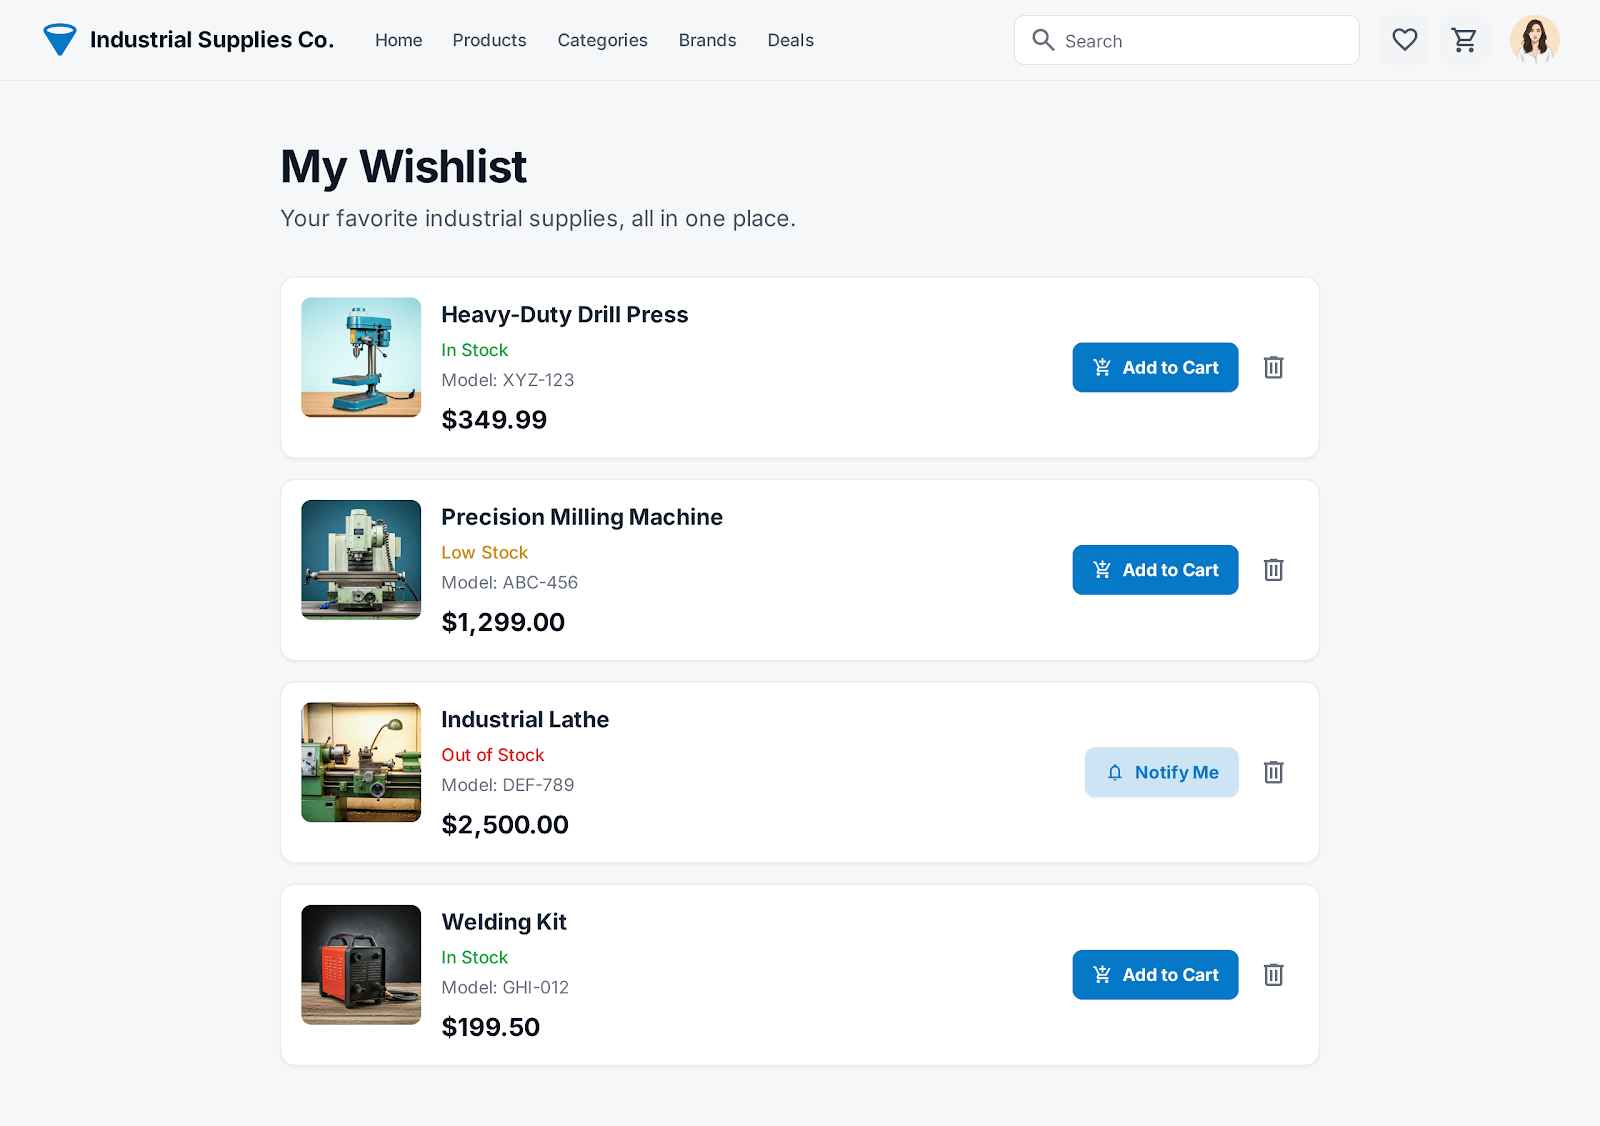 Industrial Supplies Co.
Home
Products
Categories
Brands
Deals
Search
My Wishlist
Your favorite industrial supplies, all in one place.
Heavy-Duty Drill Press
In Stock
Model: XYZ-123
$349.99
Add to Cart
Precision Milling Machine
Low Stock
Model: ABC-456
$1,299.00
Add to Cart
Industrial Lathe
Out of Stock
Model: DEF-789
$2,500.00
Notify Me
Welding Kit
In Stock
Model: GHI-012
$199.50
Add to Cart